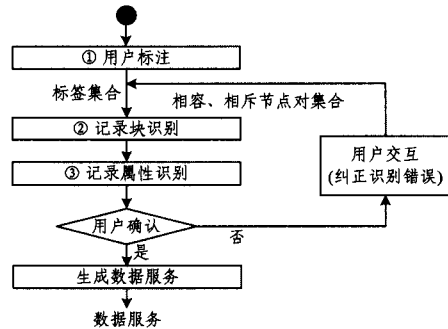 ① 用户标注
标签集合
相容、相斥节点对集合
② 记录块识别
用户交互
(纠正识别错误)
③ 记录属性识别
用户确认
否
是
生成数据服务
数据服务